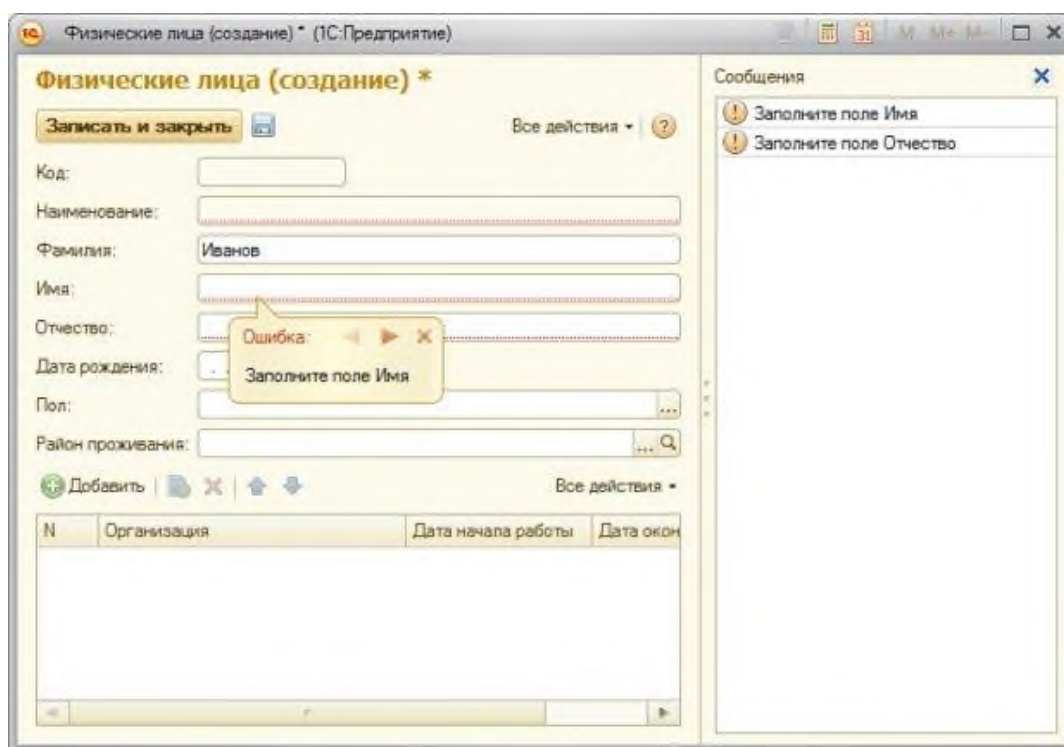 Физические лица (создание) * (1С:Предприятие)
31 M M+ M-
Физические лица (создание) *
Записать и закрыть
Все действия
?
Код:
Наименование:
Фамилия: Иванов
Имя:
Отчество:
Ошибка:
Заполните поле Имя
Дата рождения: . .
Пол: ...
Район проживания: ...
Добавить
Все действия
N Организация Дата начала работы Дата окон
Сообщения
Заполните поле Имя
Заполните поле Отчество